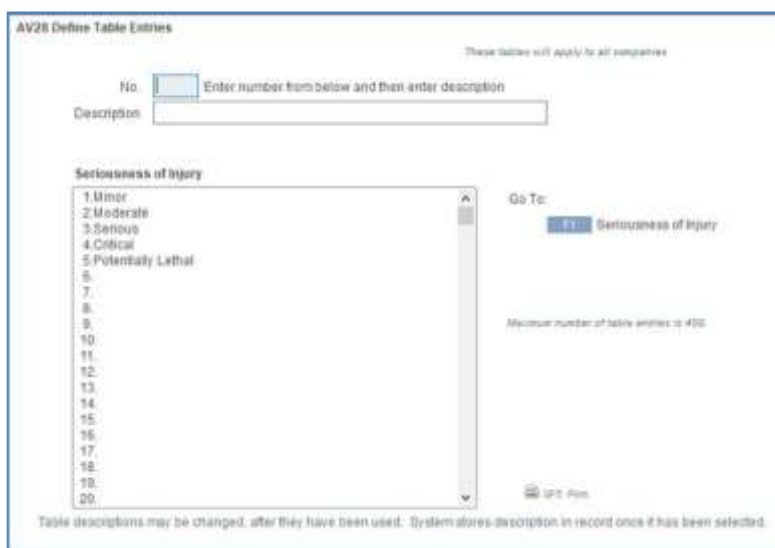 AV28 Define Table Entries
These tables will apply to all companies
No. Enter number from below and then enter description
Description
Seriousness of Injury
1.Minor
2.Moderate
3.Serious
4.Critical
5.Potentially Lethal
6.
7.
8.
9.
10.
11.
12.
13.
14.
15.
16.
17.
18.
19.
20.
Go To:
F1 Seriousness of Injury
Maximum number of table entries is 400
Print
Table descriptions may be changed, after they have been used. System stores description in record once it has been selected.